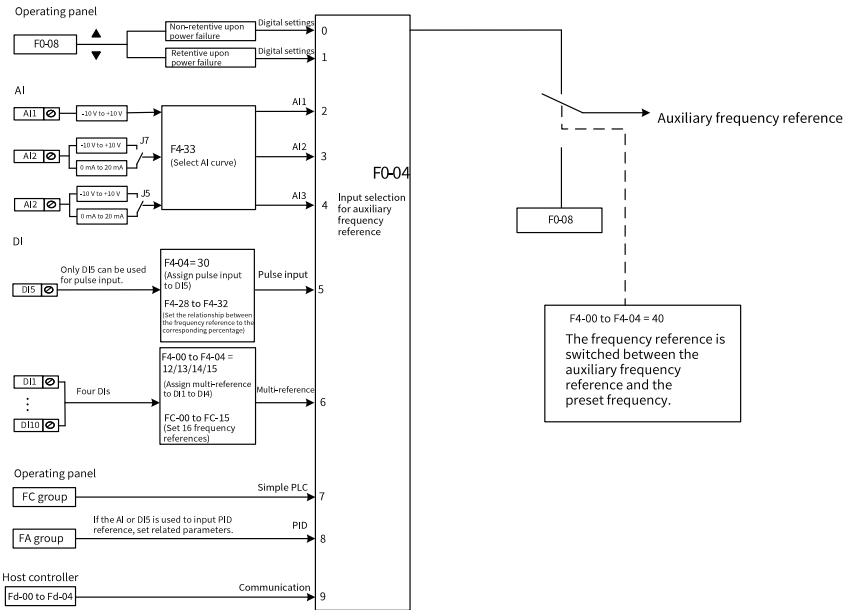 Operating panel
F0-08
Non-retentive upon
power failure
Digital settings
0
Retentive upon
power failure
Digital settings
1
AI
AI1
-10 V to +10 V
AI1
2
AI2
-10 V to +10 V
J7
0 mA to 20 mA
F4-33
(Select AI curve)
AI2
3
AI2
-10 V to +10 V
J5
0 mA to 20 mA
AI3
4
F0-04
Input selection
for auxiliary
frequency
reference
DI
DI5
Only DI5 can be used
for pulse input.
F4-04= 30
(Assign pulse input
to DI5)
F4-28 to F4-32
(Set the relationship between
the frequency reference to the
corresponding percentage)
Pulse input
5
DI1
⋮
DI10
Four DIs
F4-00 to F4-04 =
12/13/14/15
(Assign multi-reference
to DI1 to DI4)
FC-00 to FC-15
(Set 16 frequency
references)
Multi-reference
6
Operating panel
FC group
Simple PLC
7
FA group
If the AI or DI5 is used to input PID
reference, set related parameters.
PID
8
Host controller
Fd-00 to Fd-04
Communication
9
Auxiliary frequency reference
F0-08
F4-00 to F4-04 = 40
The frequency reference is
switched between the
auxiliary frequency
reference and the
preset frequency.